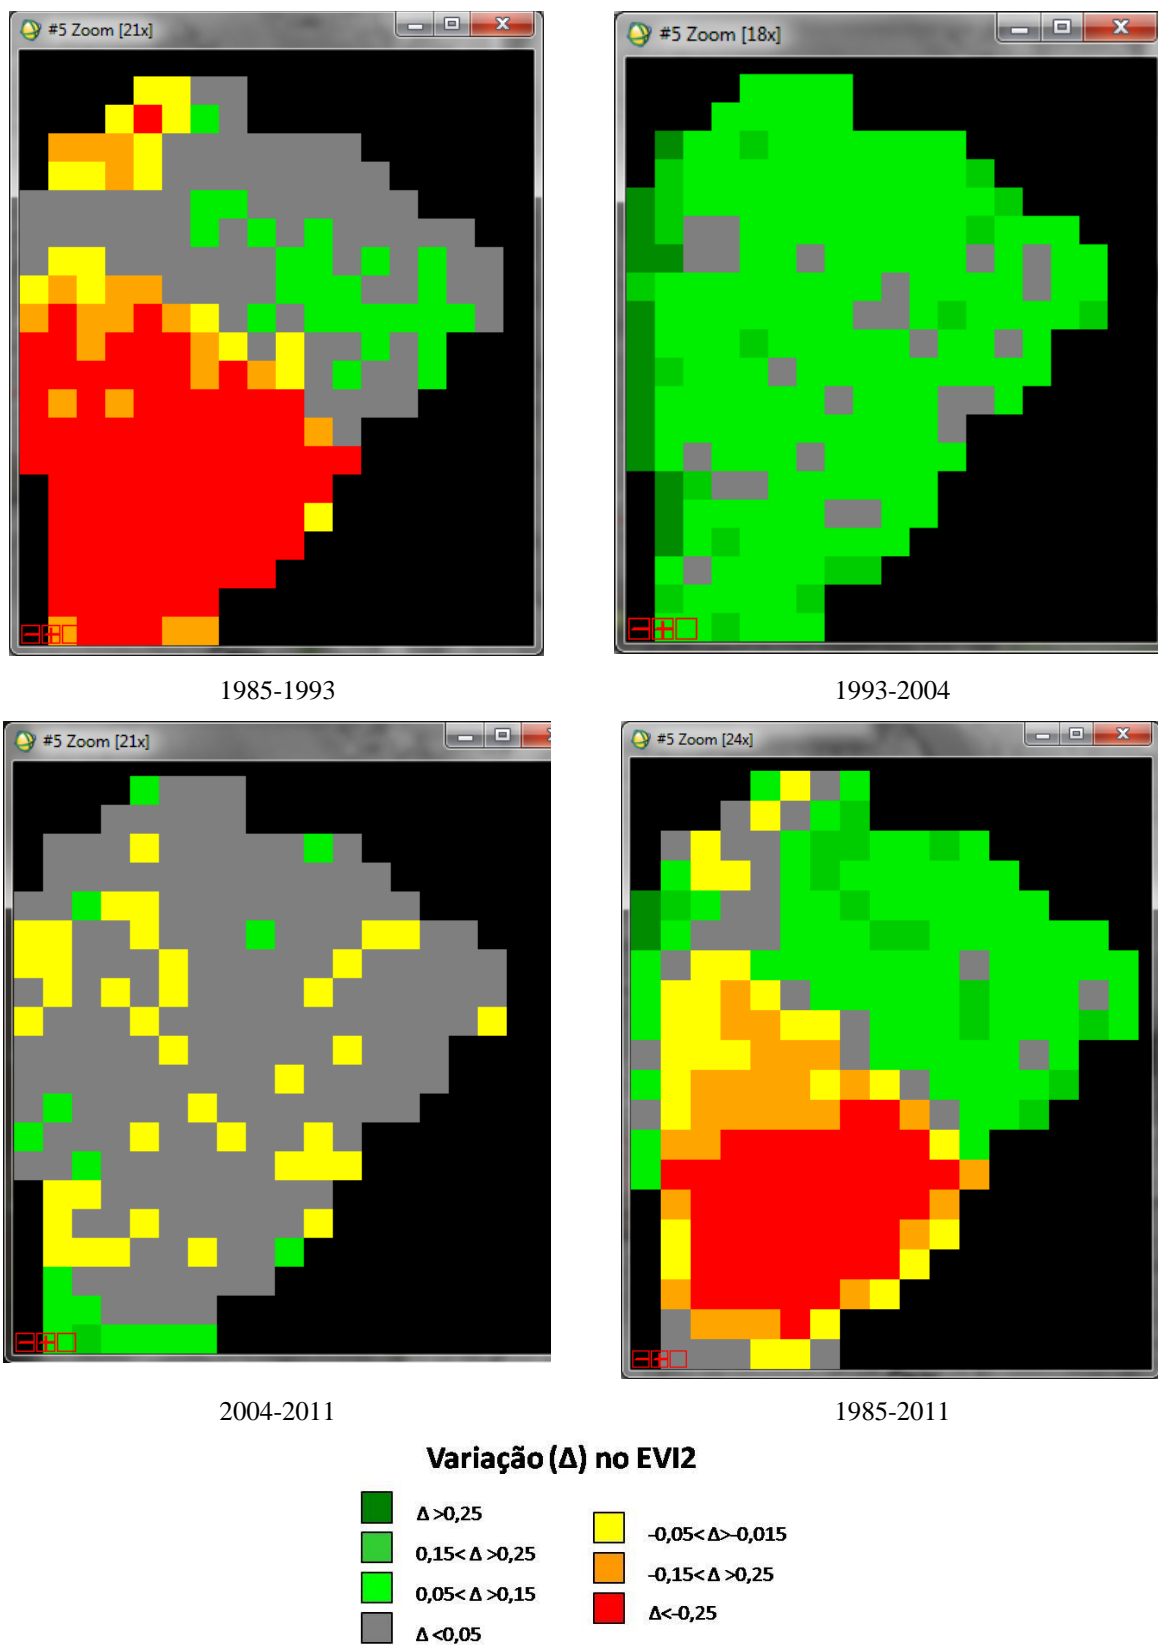 #5 Zoom [21x]
#5 Zoom [18x]
1985-1993
1993-2004
#5 Zoom [21x]
#5 Zoom [24x]
2004-2011
1985-2011
Variação (Δ) no EVI2
Δ >0,25
0,15< Δ >0,25
0,05< Δ >0,15
Δ <0,05
-0,05< Δ>-0,015
-0,15< Δ >0,25
Δ<-0,25